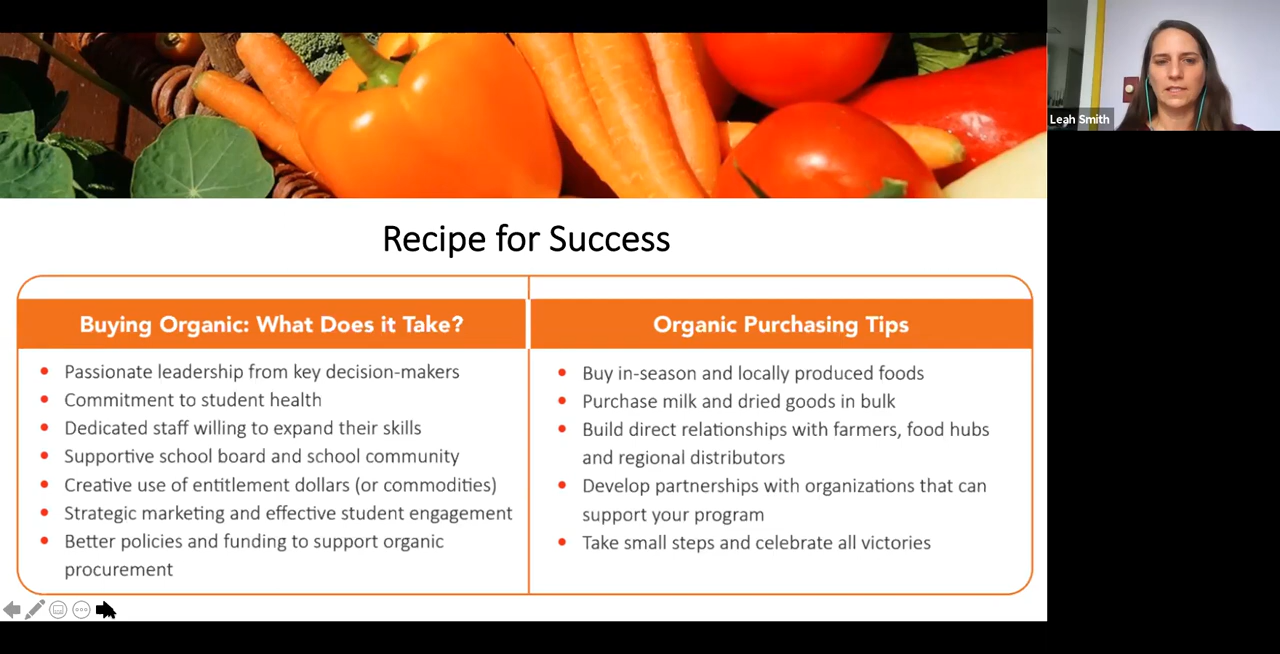 Leah Smith
Recipe for Success
Buying Organic: What Does it Take?
• Passionate leadership from key decision-makers
• Commitment to student health
• Dedicated staff willing to expand their skills
• Supportive school board and school community
• Creative use of entitlement dollars (or commodities)
• Strategic marketing and effective student engagement
• Better policies and funding to support organic
procurement
Organic Purchasing Tips
• Buy in-season and locally produced foods
• Purchase milk and dried goods in bulk
• Build direct relationships with farmers, food hubs
and regional distributors
• Develop partnerships with organizations that can
support your program
• Take small steps and celebrate all victories